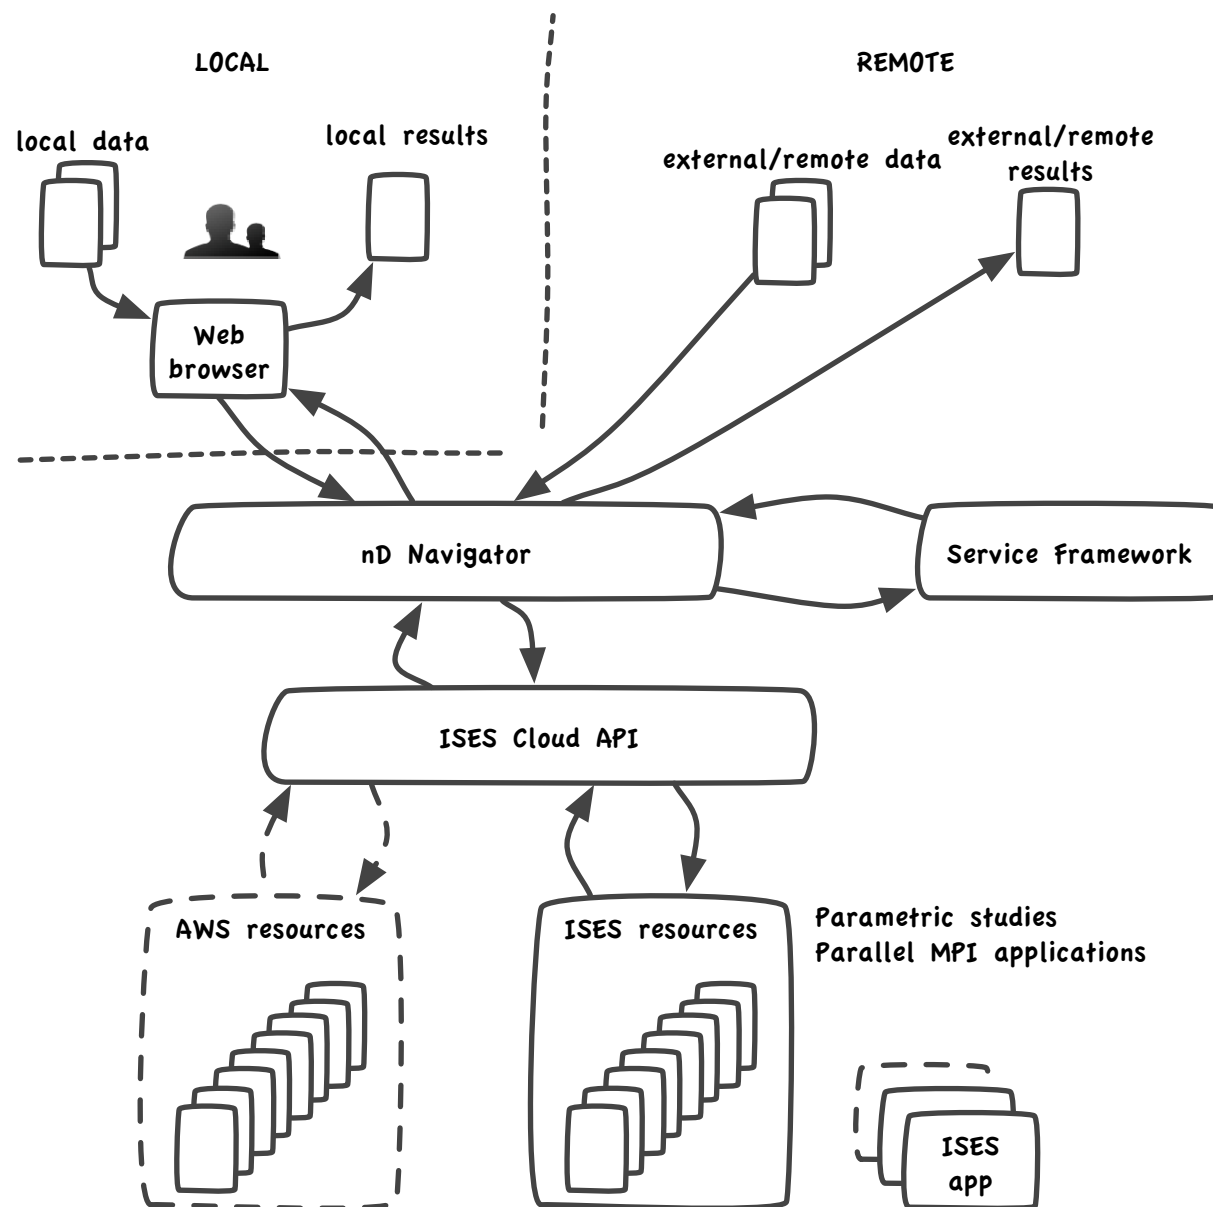 LOCAL
REMOTE
local data
local results
external/remote data
external/remote
results
Web
browser
nD Navigator
Service Framework
ISES Cloud API
AWS resources
ISES resources
Parametric studies
Parallel MPI applications
ISES
app